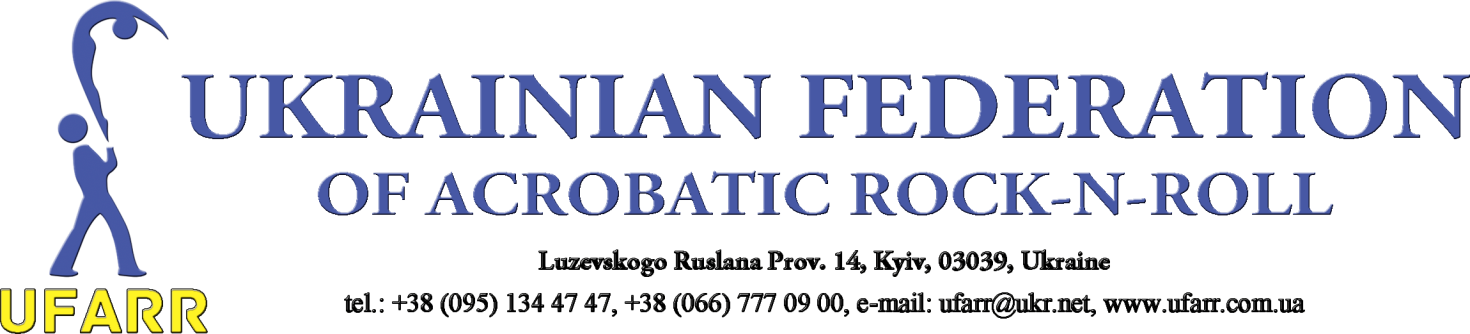 UKRAINIAN FEDERATION
OF ACROBATIC ROCK-N-ROLL
Luzevskogo Ruslana Prov. 14, Kyiv, 03039, Ukraine
UFARR
tel.: +38 (095) 134 47 47, +38 (066) 777 09 00, e-mail: ufarr@ukr.net, www.ufarr.com.ua